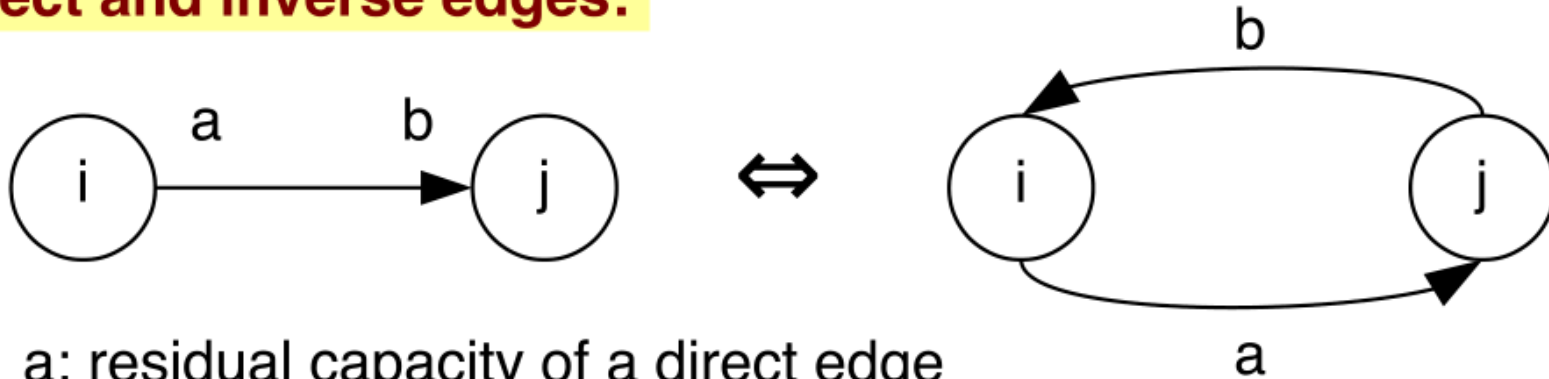 ect and inverse edges:
b
a b
i j ⇔ i j
a: residual capacity of a direct edge
a